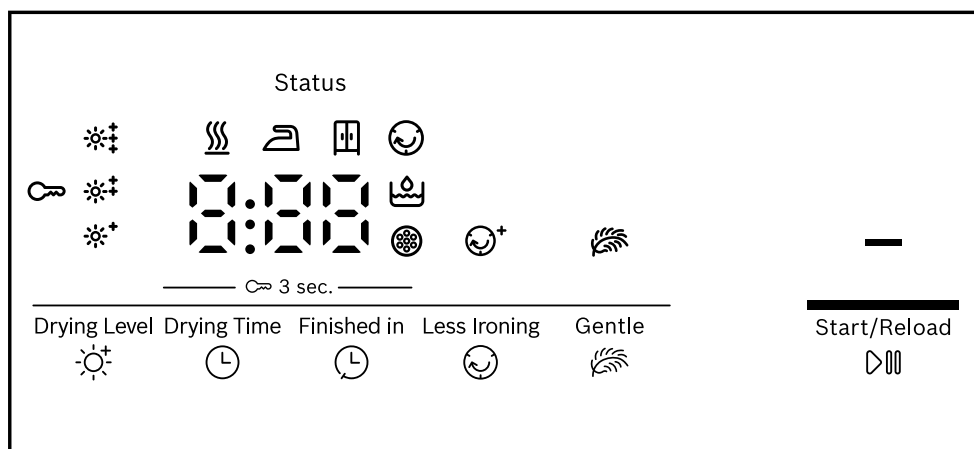 Status
8:88
3 sec.
Drying Level Drying Time Finished in Less Ironing Gentle Start/Reload